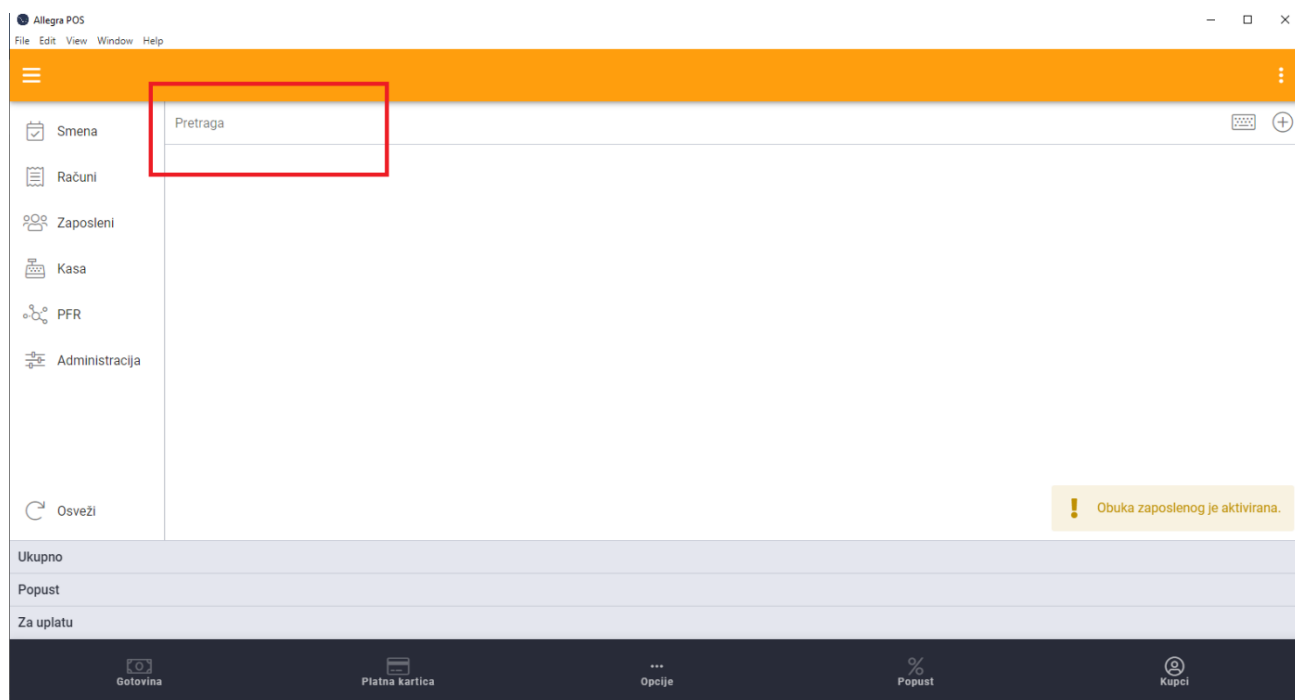 Allegra POS
File Edit View Window Help
Pretraga
Smena
Računi
Zaposleni
Kasa
PFR
Administracija
Osveži
Obuka zaposlenog je aktivirana.
Ukupno
Popust
Za uplatu
Gotovina
Platna kartica
Opcije
Popust
Kupci